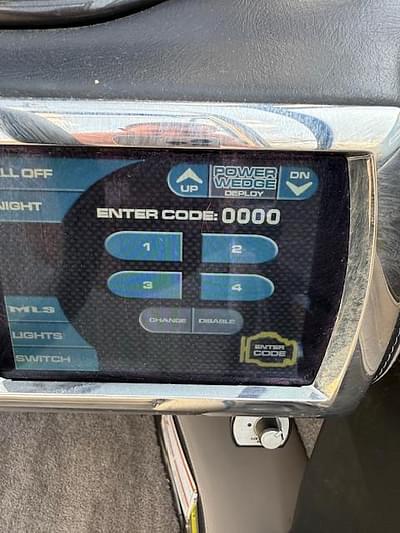 LL OFF
UP
POWER
WEDGE
DEPLOY
DN
NIGHT
ENTER CODE: 0000
1
2
3
4
MLS
LIGHTS
CHANGE
DISABLE
SWITCH
ENTER
CODE